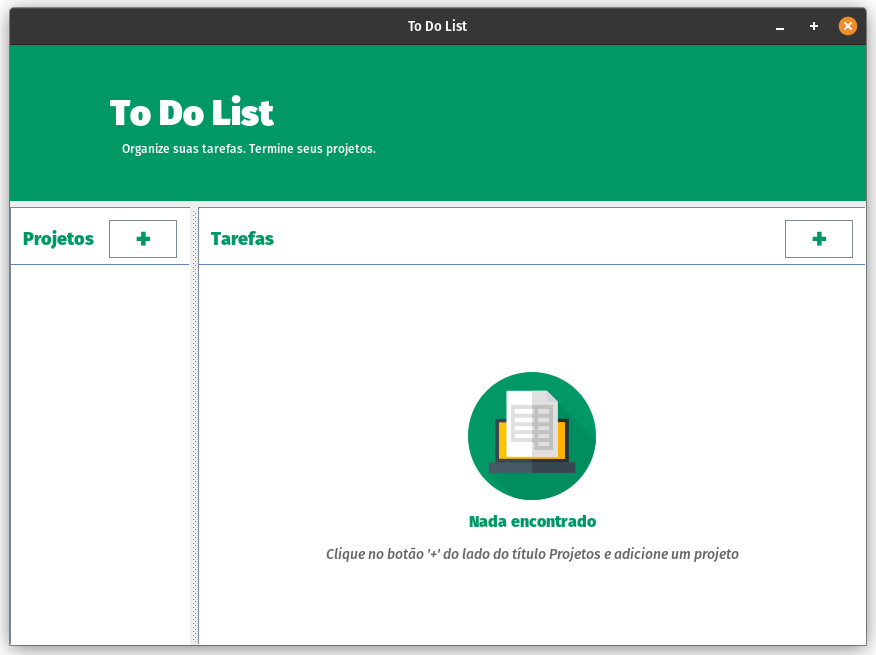 To Do List
To Do List
Organize suas tarefas. Termine seus projetos.
Projetos +
Tarefas +
Nada encontrado
Clique no botão '+' do lado do título Projetos e adicione um projeto